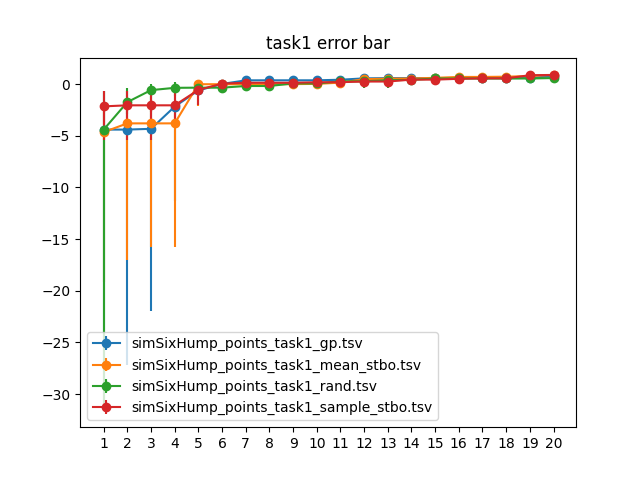 task1 error bar
0
−5
−10
−15
−20
−25
−30
simSixHump_points_task1_gp.tsv
simSixHump_points_task1_mean_stbo.tsv
simSixHump_points_task1_rand.tsv
simSixHump_points_task1_sample_stbo.tsv
1 2 3 4 5 6 7 8 9 10 11 12 13 14 15 16 17 18 19 20